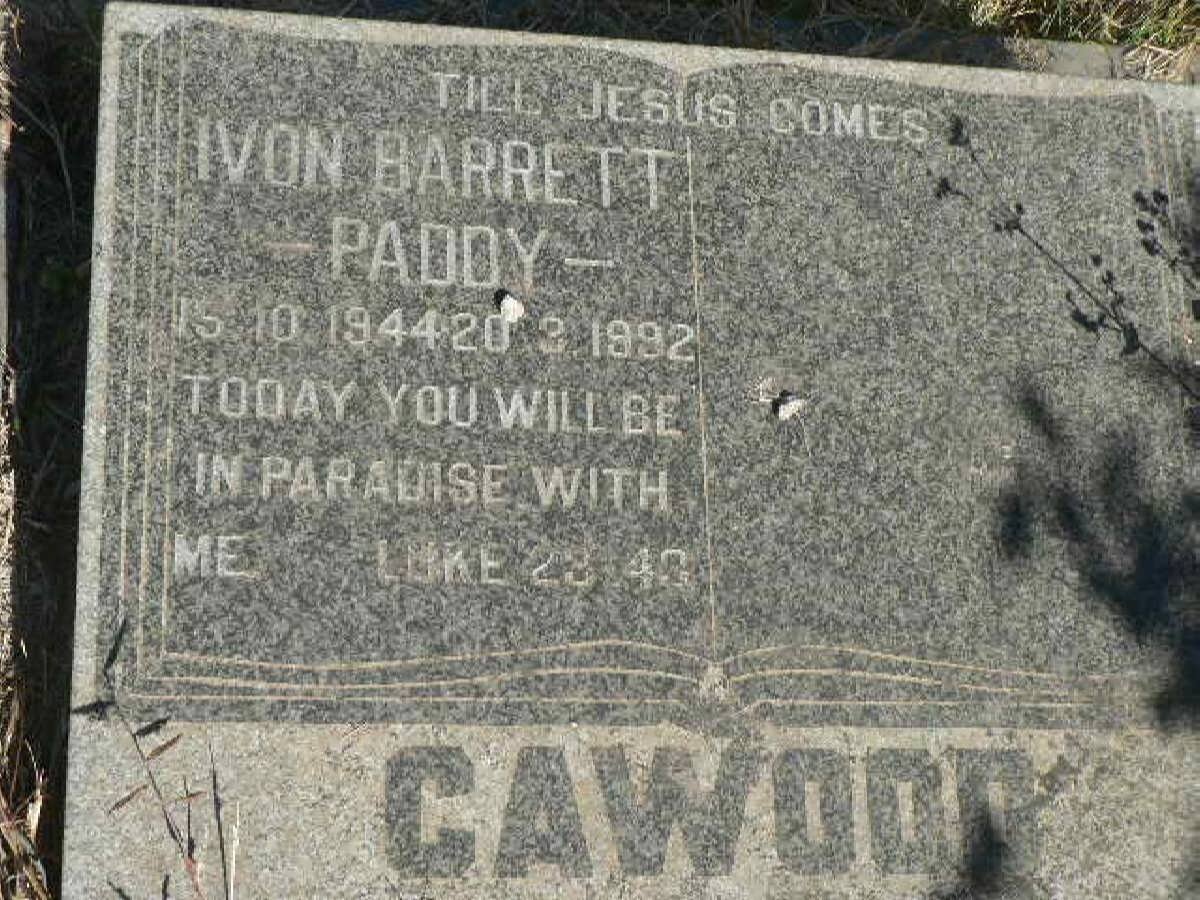 TILL JESUS COMES
IVON BARRETT
— PADDY —
15 10 1944 20 3 1992
TODAY YOU WILL BE
IN PARADISE WITH
ME. LUKE 23 43
CAWOOD